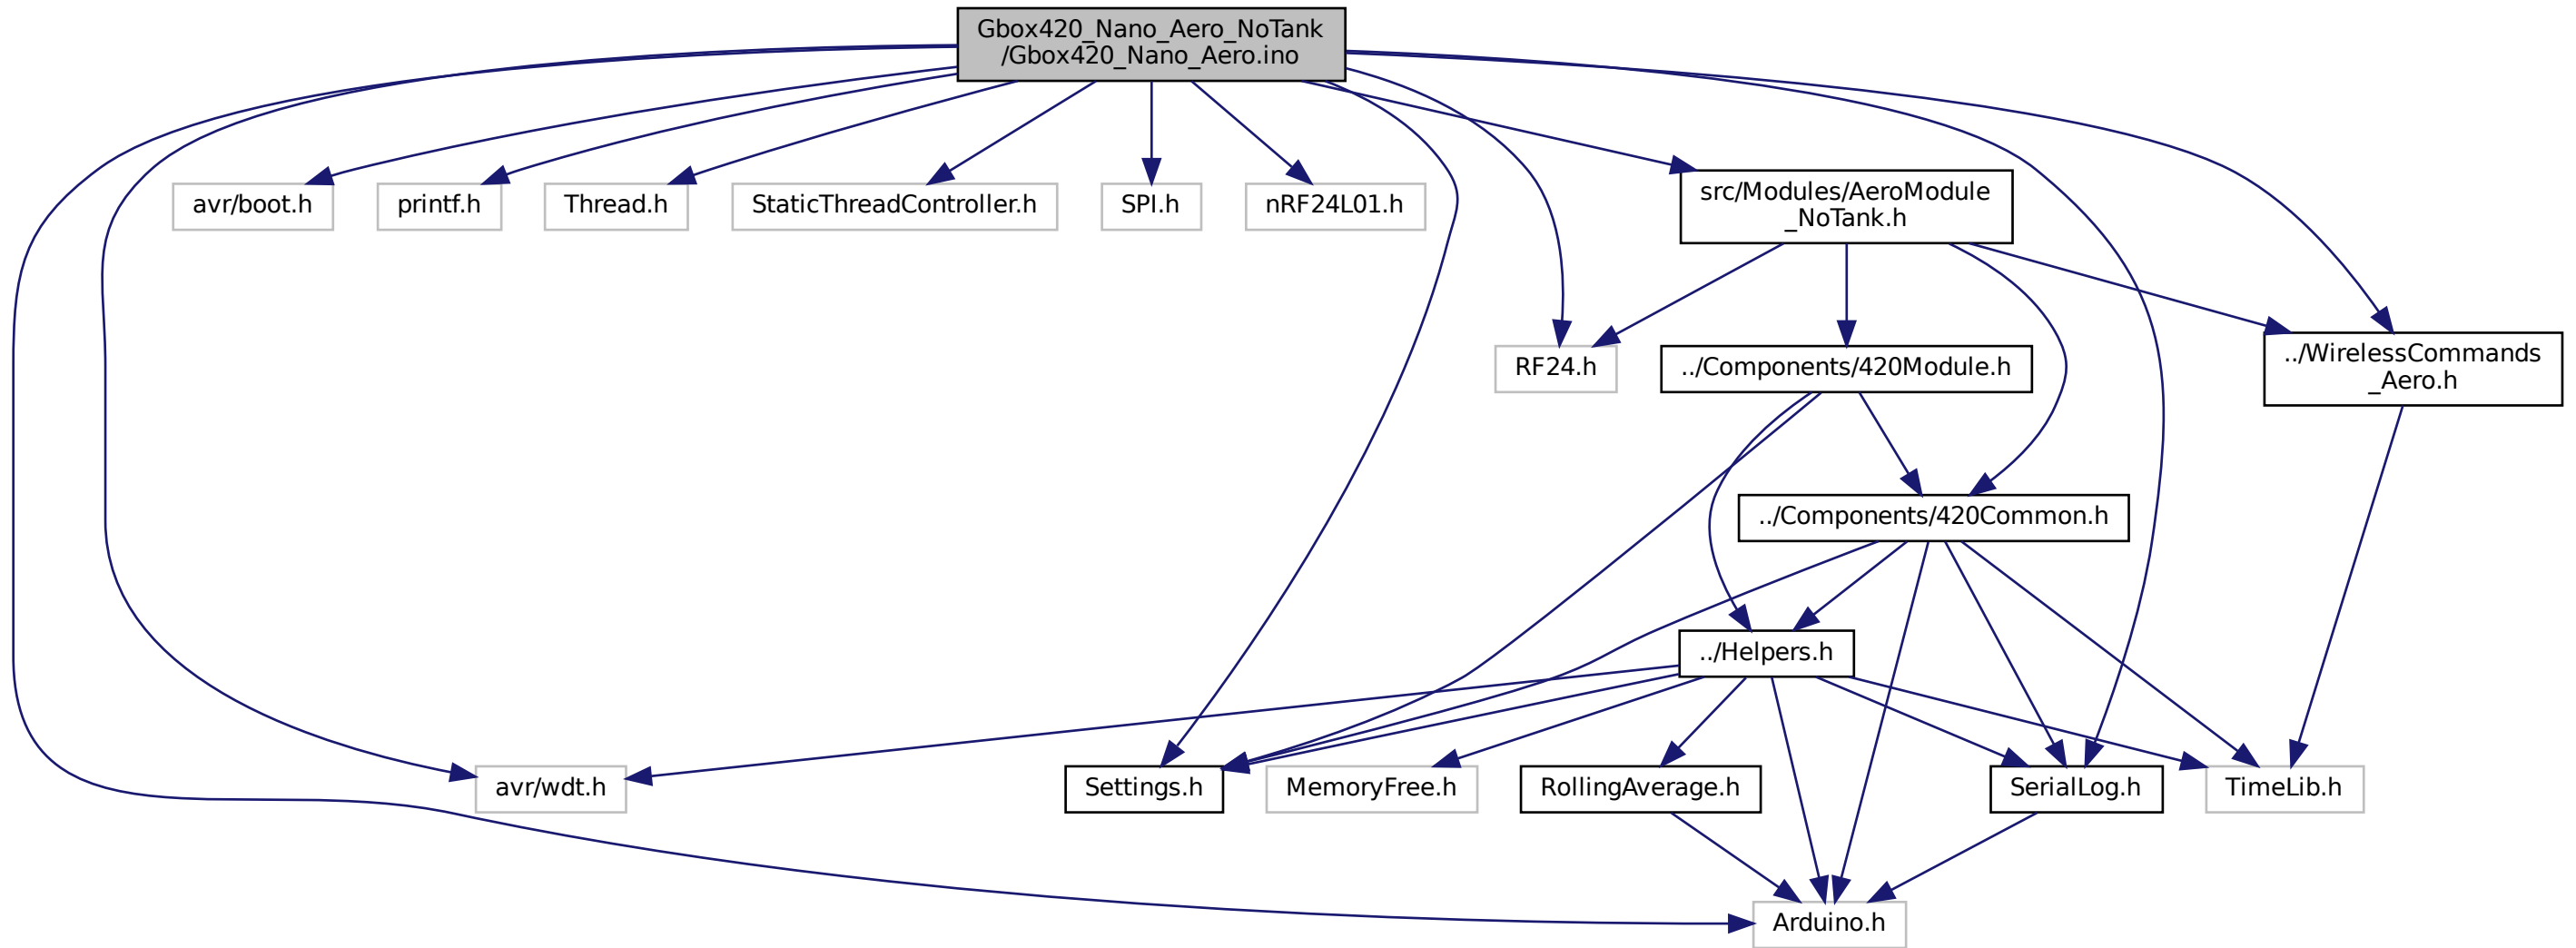 Gbox420_Nano_Aero_NoTank
/Gbox420_Nano_Aero.ino
avr/boot.h
printf.h
Thread.h
StaticThreadController.h
SPI.h
nRF24L01.h
src/Modules/AeroModule
_NoTank.h
RF24.h
../Components/420Module.h
../WirelessCommands
_Aero.h
../Components/420Common.h
../Helpers.h
avr/wdt.h
Settings.h
MemoryFree.h
RollingAverage.h
SerialLog.h
TimeLib.h
Arduino.h